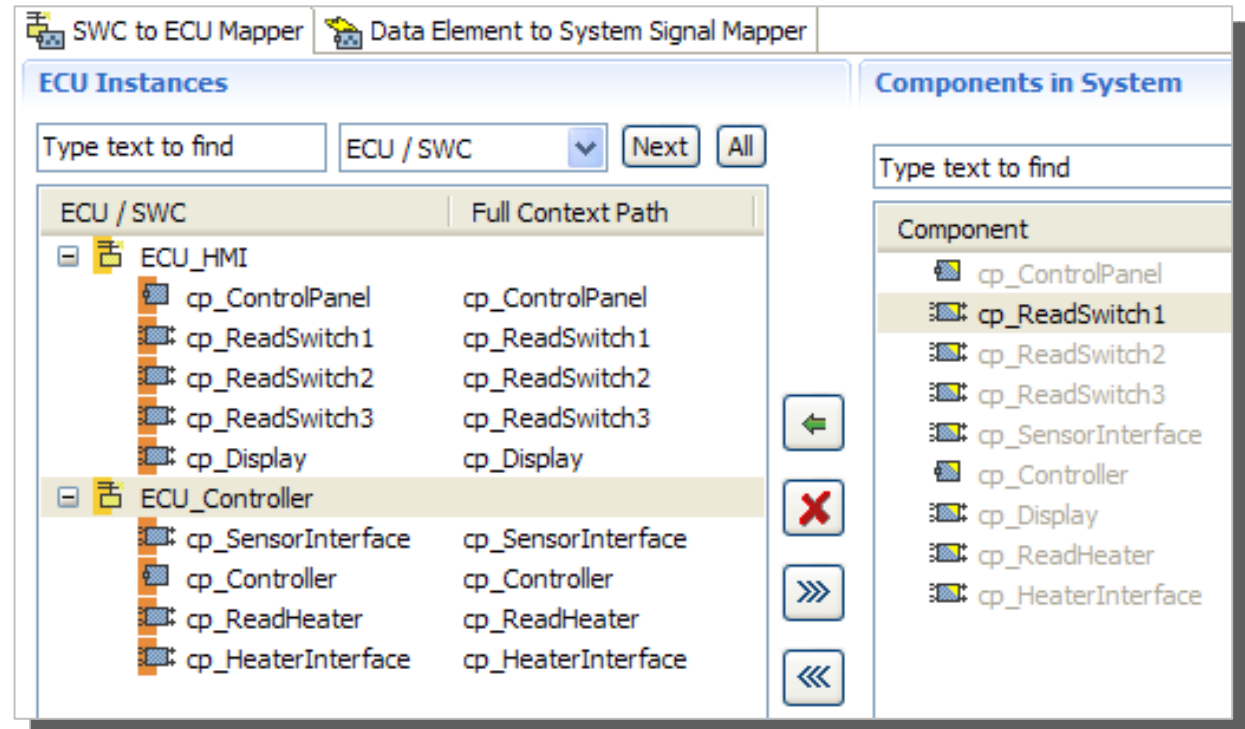 SWC to ECU Mapper Data Element to System Signal Mapper
ECU Instances
Type text to find ECU / SWC Next All
ECU / SWC Full Context Path
ECU_HMI
cp_ControlPanel cp_ControlPanel
cp_ReadSwitch1 cp_ReadSwitch1
cp_ReadSwitch2 cp_ReadSwitch2
cp_ReadSwitch3 cp_ReadSwitch3
cp_Display cp_Display
ECU_Controller
cp_SensorInterface cp_SensorInterface
cp_Controller cp_Controller
cp_ReadHeater cp_ReadHeater
cp_HeaterInterface cp_HeaterInterface
Components in System
Type text to find
Component
cp_ControlPanel
cp_ReadSwitch1
cp_ReadSwitch2
cp_ReadSwitch3
cp_SensorInterface
cp_Controller
cp_Display
cp_ReadHeater
cp_HeaterInterface